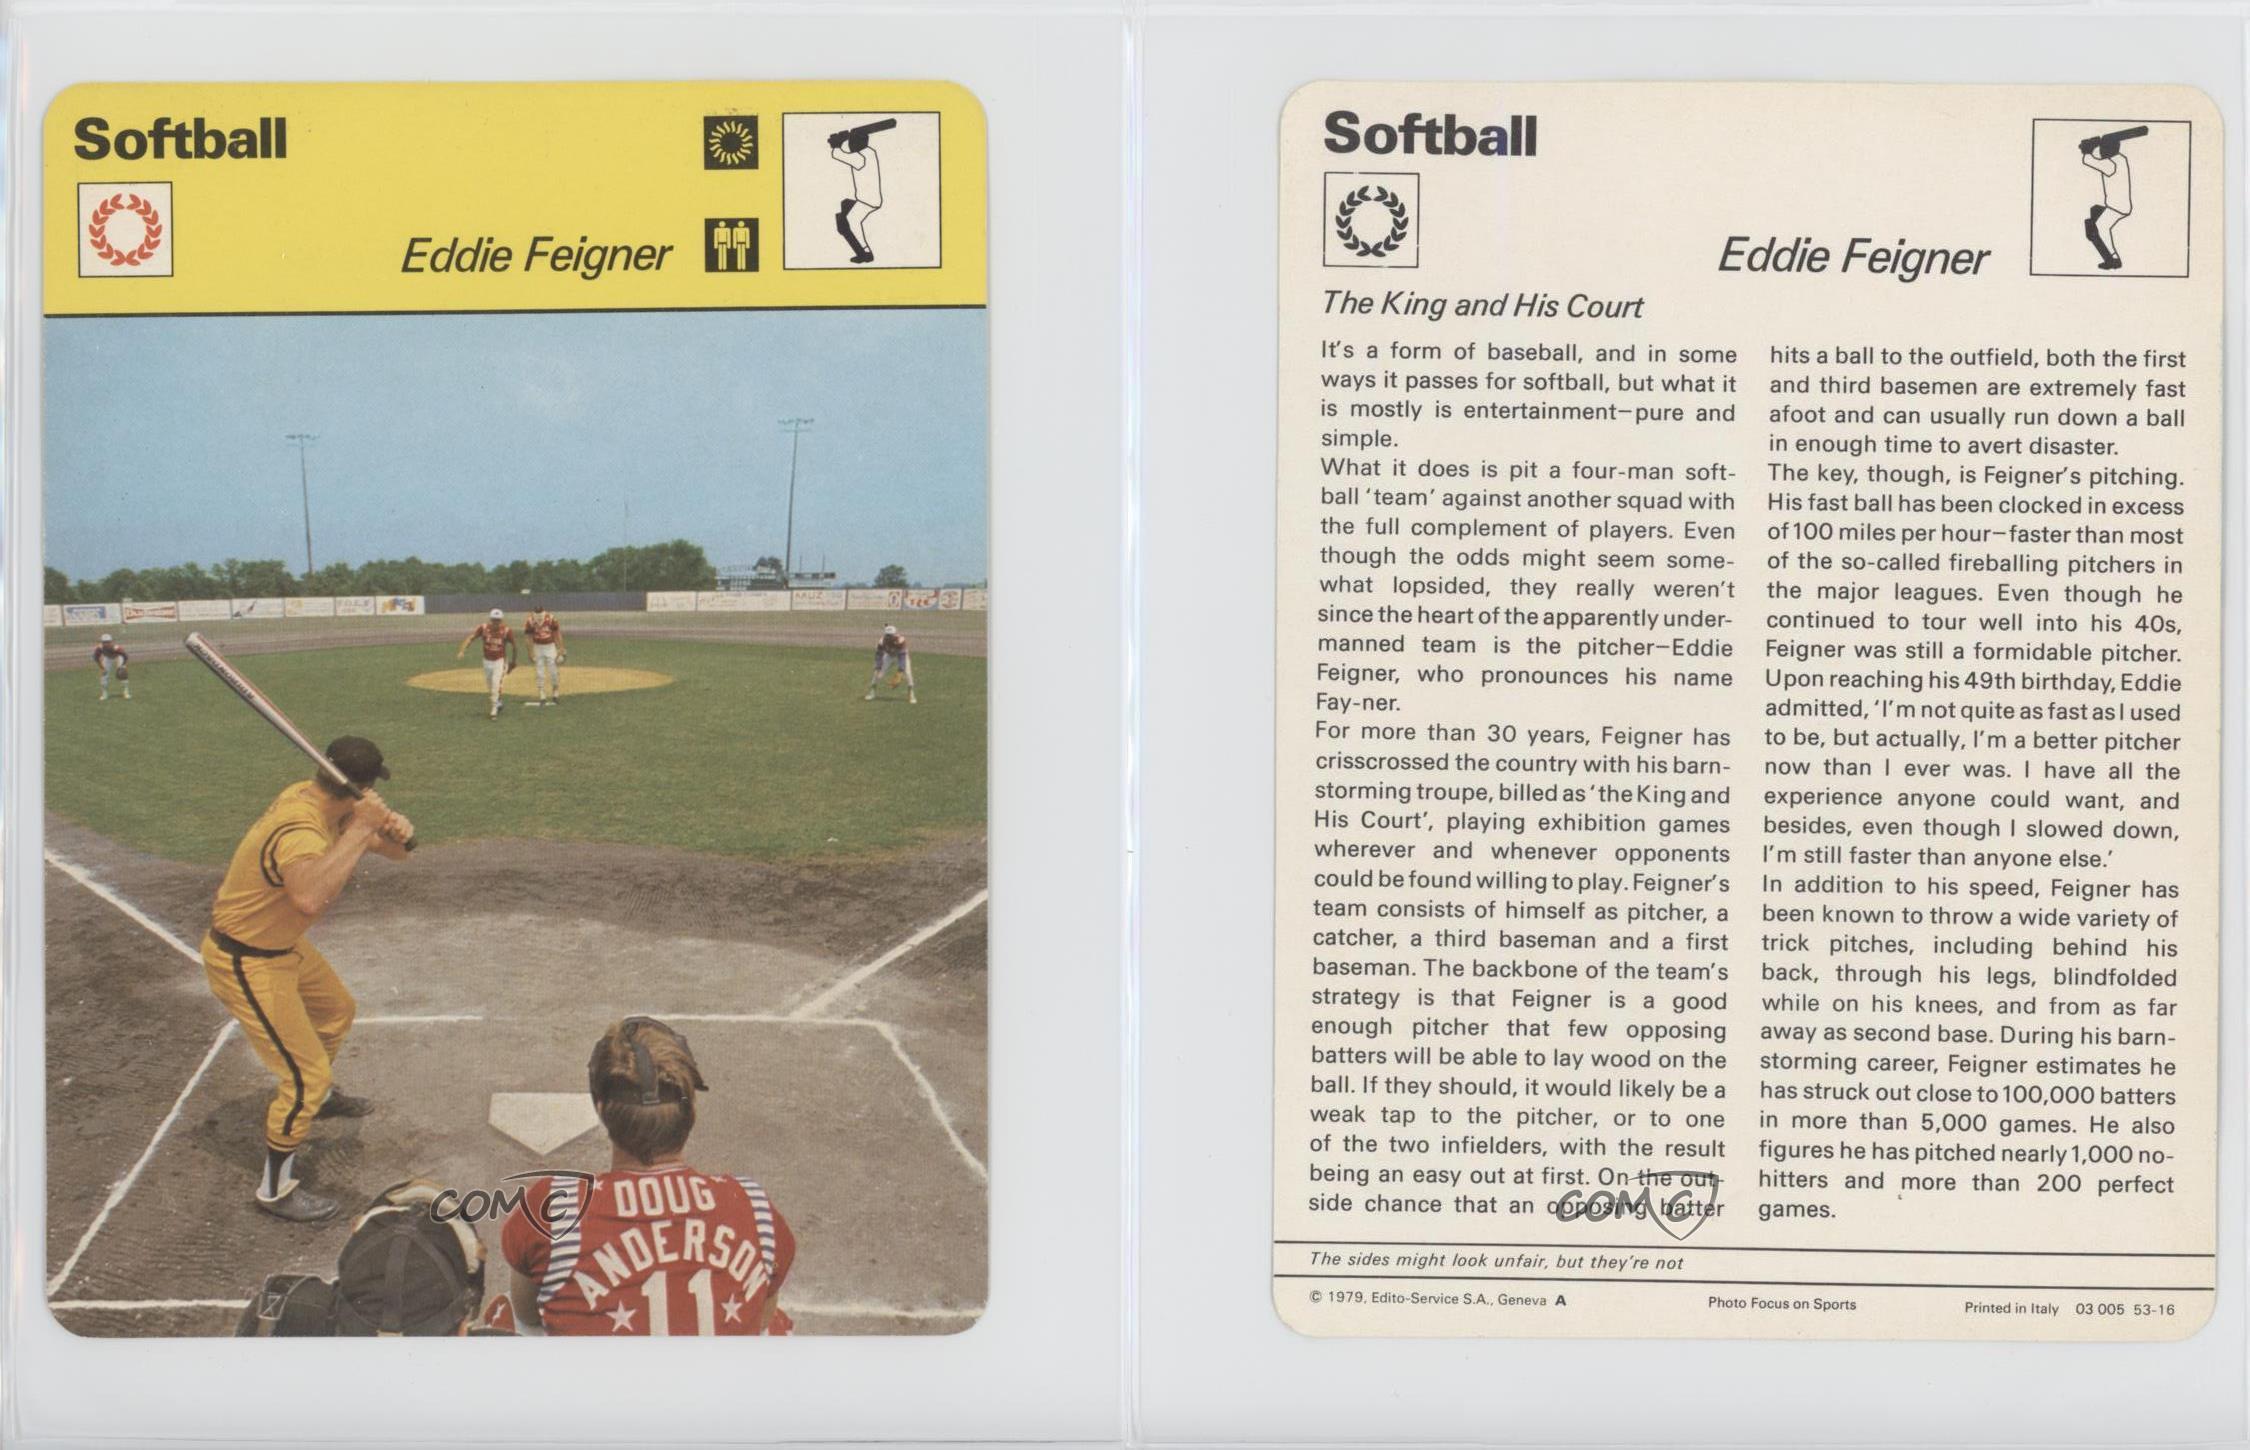 Softball
Eddie Feigner
DOUG
ANDERSON
11
COMC
Softball
Eddie Feigner
The King and His Court
It's a form of baseball, and in some
ways it passes for softball, but what it
is mostly is entertainment—pure and
simple.
What it does is pit a four-man soft-
ball 'team' against another squad with
the full complement of players. Even
though the odds might seem some-
what lopsided, they really weren't
since the heart of the apparently under-
manned team is the pitcher—Eddie
Feigner, who pronounces his name
Fay-ner.
For more than 30 years, Feigner has
crisscrossed the country with his barn-
storming troupe, billed as 'the King and
His Court', playing exhibition games
wherever and whenever opponents
could be found willing to play. Feigner's
team consists of himself as pitcher, a
catcher, a third baseman and a first
baseman. The backbone of the team's
strategy is that Feigner is a good
enough pitcher that few opposing
batters will be able to lay wood on the
ball. If they should, it would likely be a
weak tap to the pitcher, or to one
of the two infielders, with the result
being an easy out at first. On the out-
side chance that an opposing batter
hits a ball to the outfield, both the first
and third basemen are extremely fast
afoot and can usually run down a ball
in enough time to avert disaster.
The key, though, is Feigner's pitching.
His fast ball has been clocked in excess
of 100 miles per hour—faster than most
of the so-called fireballing pitchers in
the major leagues. Even though he
continued to tour well into his 40s,
Feigner was still a formidable pitcher.
Upon reaching his 49th birthday, Eddie
admitted, 'I'm not quite as fast as I used
to be, but actually, I'm a better pitcher
now than I ever was. I have all the
experience anyone could want, and
besides, even though I slowed down,
I'm still faster than anyone else.'
In addition to his speed, Feigner has
been known to throw a wide variety of
trick pitches, including behind his
back, through his legs, blindfolded
while on his knees, and from as far
away as second base. During his barn-
storming career, Feigner estimates he
has struck out close to 100,000 batters
in more than 5,000 games. He also
figures he has pitched nearly 1,000 no-
hitters and more than 200 perfect
games.
COMC
The sides might look unfair, but they're not
© 1979, Edito-Service S.A., Geneva A
Photo Focus on Sports
Printed in Italy 03 005 53-16